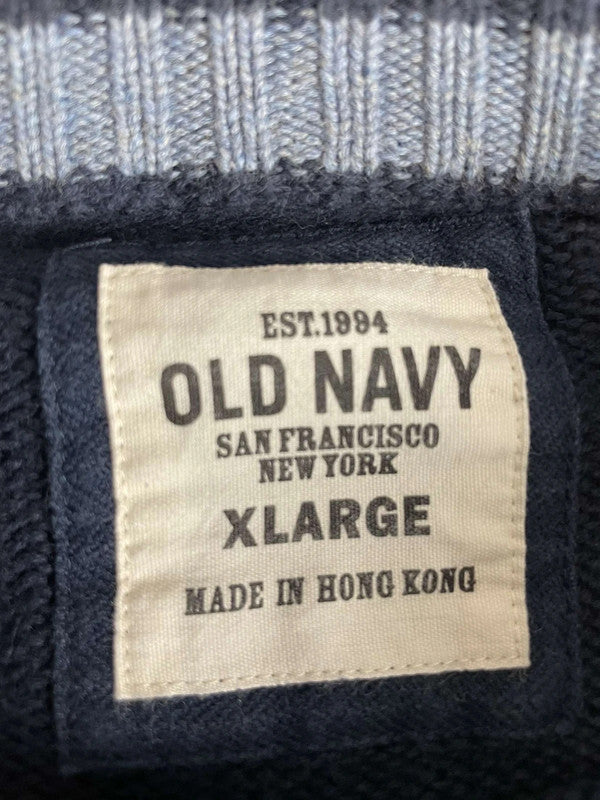 EST.1994
OLD NAVY
SAN FRANCISCO
NEW YORK
XLARGE
MADE IN HONG KONG